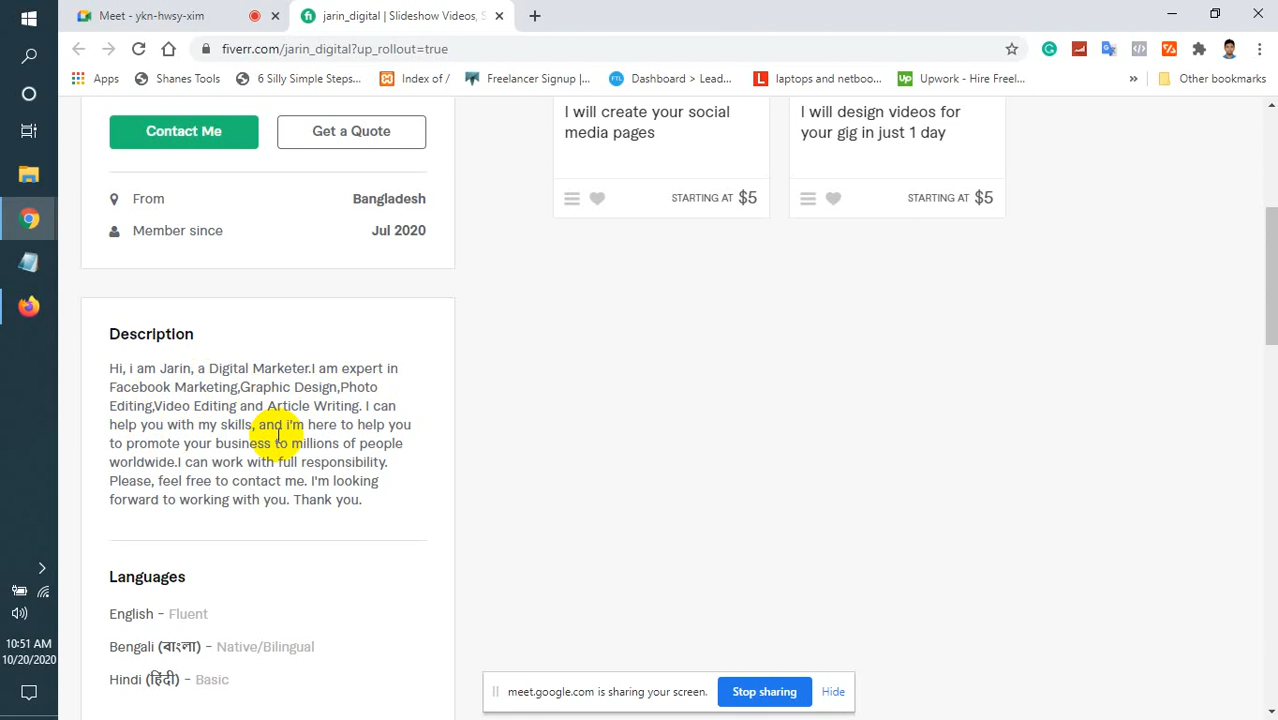 Meet - ykn-hwsy-xim
jarin_digital | Slideshow Videos, S
fiverr.com/jarin_digital?up_rollout=true
Apps
Shanes Tools
6 Silly Simple Steps...
Index of /
Freelancer Signup |...
Dashboard > Lead...
laptops and netboo...
Upwork - Hire Freel...
»
Other bookmarks
Contact Me
Get a Quote
From
Bangladesh
Member since
Jul 2020
I will create your social
media pages
STARTING AT $5
I will design videos for
your gig in just 1 day
STARTING AT $5
Description
Hi, i am Jarin, a Digital Marketer.I am expert in
Facebook Marketing,Graphic Design,Photo
Editing,Video Editing and Article Writing. I can
help you with my skills, and i'm here to help you
to promote your business to millions of people
worldwide.I can work with full responsibility.
Please, feel free to contact me. I'm looking
forward to working with you. Thank you.
Languages
English - Fluent
Bengali (বাংলা) - Native/Bilingual
Hindi (हिंदी) - Basic
meet.google.com is sharing your screen.
Stop sharing
Hide
10:51 AM
10/20/2020